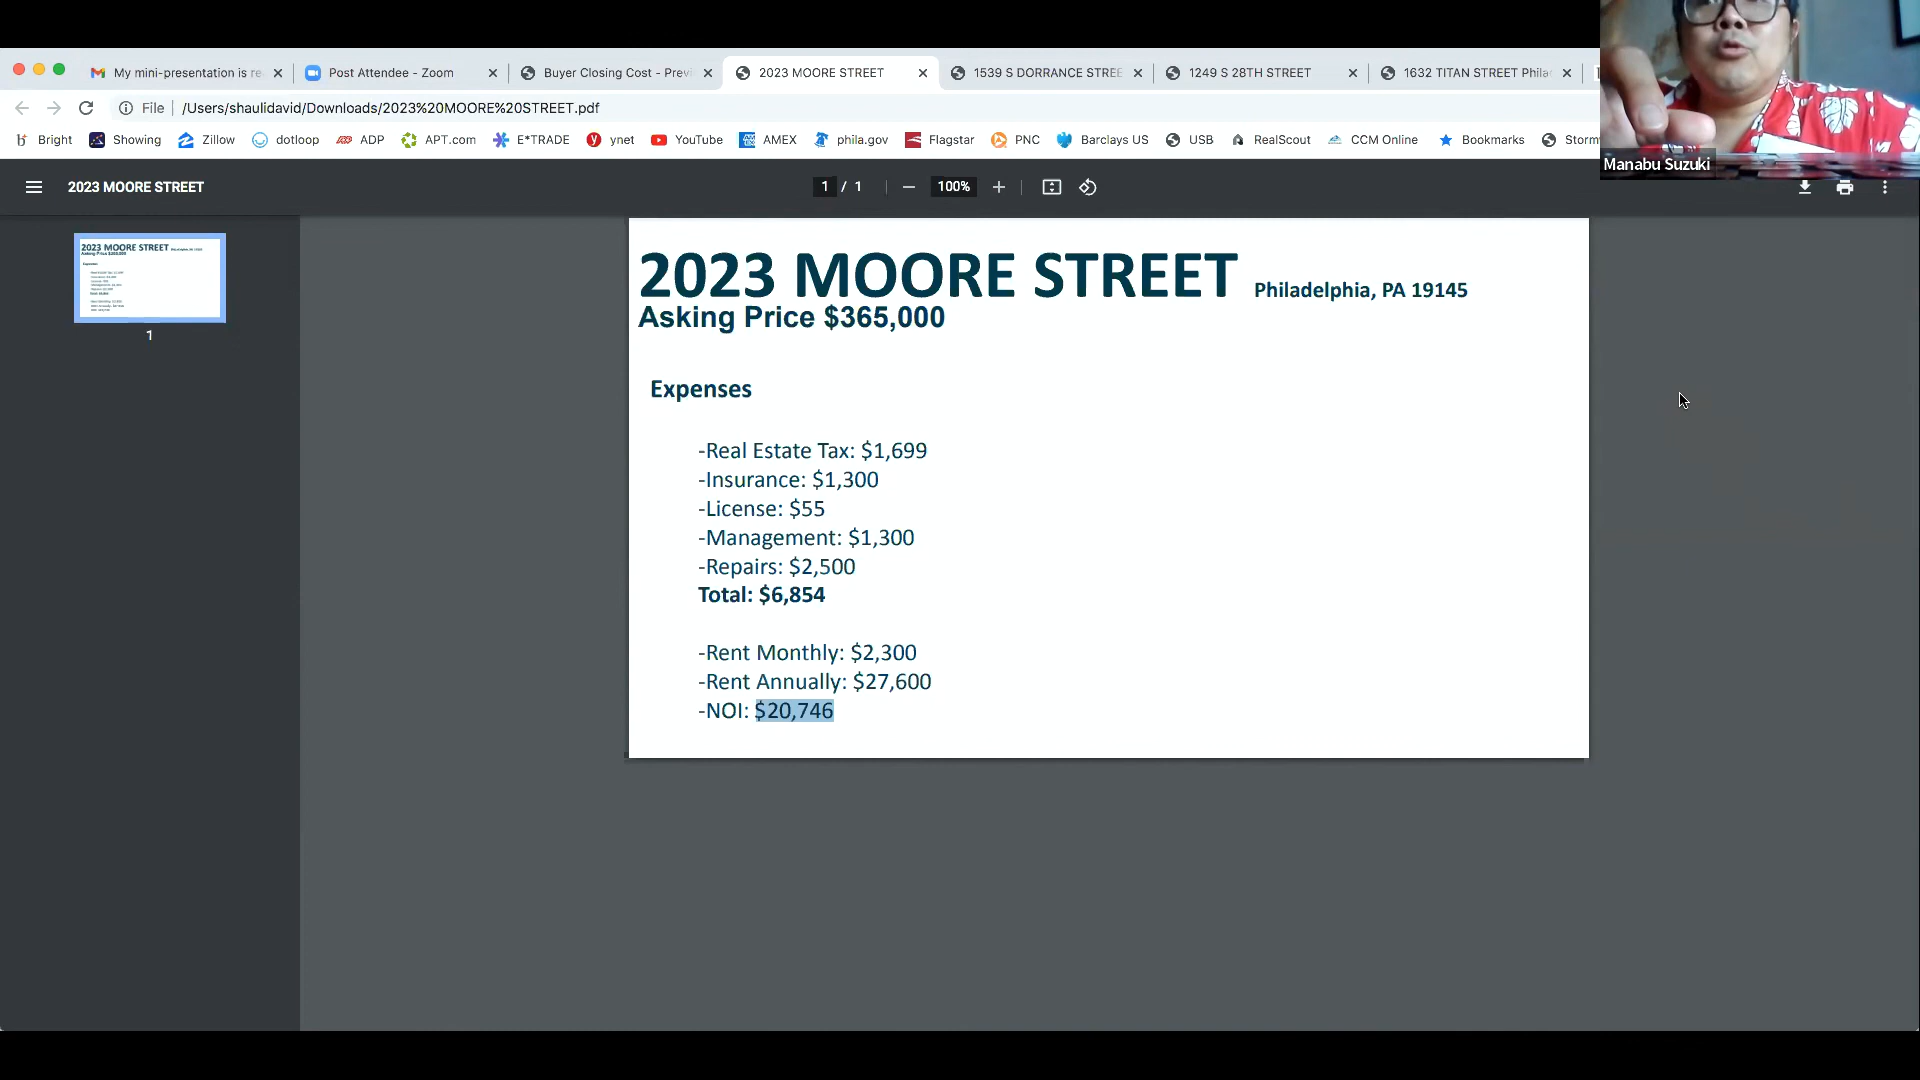 My mini-presentation is re
Post Attendee - Zoom
Buyer Closing Cost - Previ
2023 MOORE STREET
1539 S DORRANCE STREE
1249 S 28TH STREET
1632 TITAN STREET Phila
File
/Users/shaulidavid/Downloads/2023%20MOORE%20STREET.pdf
Bright
Showing
Zillow
dotloop
ADP
APT.com
E*TRADE
ynet
YouTube
AMEX
phila.gov
Flagstar
PNC
Barclays US
USB
RealScout
CCM Online
Bookmarks
Storm
Manabu Suzuki
2023 MOORE STREET
1 / 1
100%
1
2023 MOORE STREET Philadelphia, PA 19145
Asking Price $365,000
Expenses
-Real Estate Tax: $1,699
-Insurance: $1,300
-License: $55
-Management: $1,300
-Repairs: $2,500
Total: $6,854
-Rent Monthly: $2,300
-Rent Annually: $27,600
-NOI: $20,746